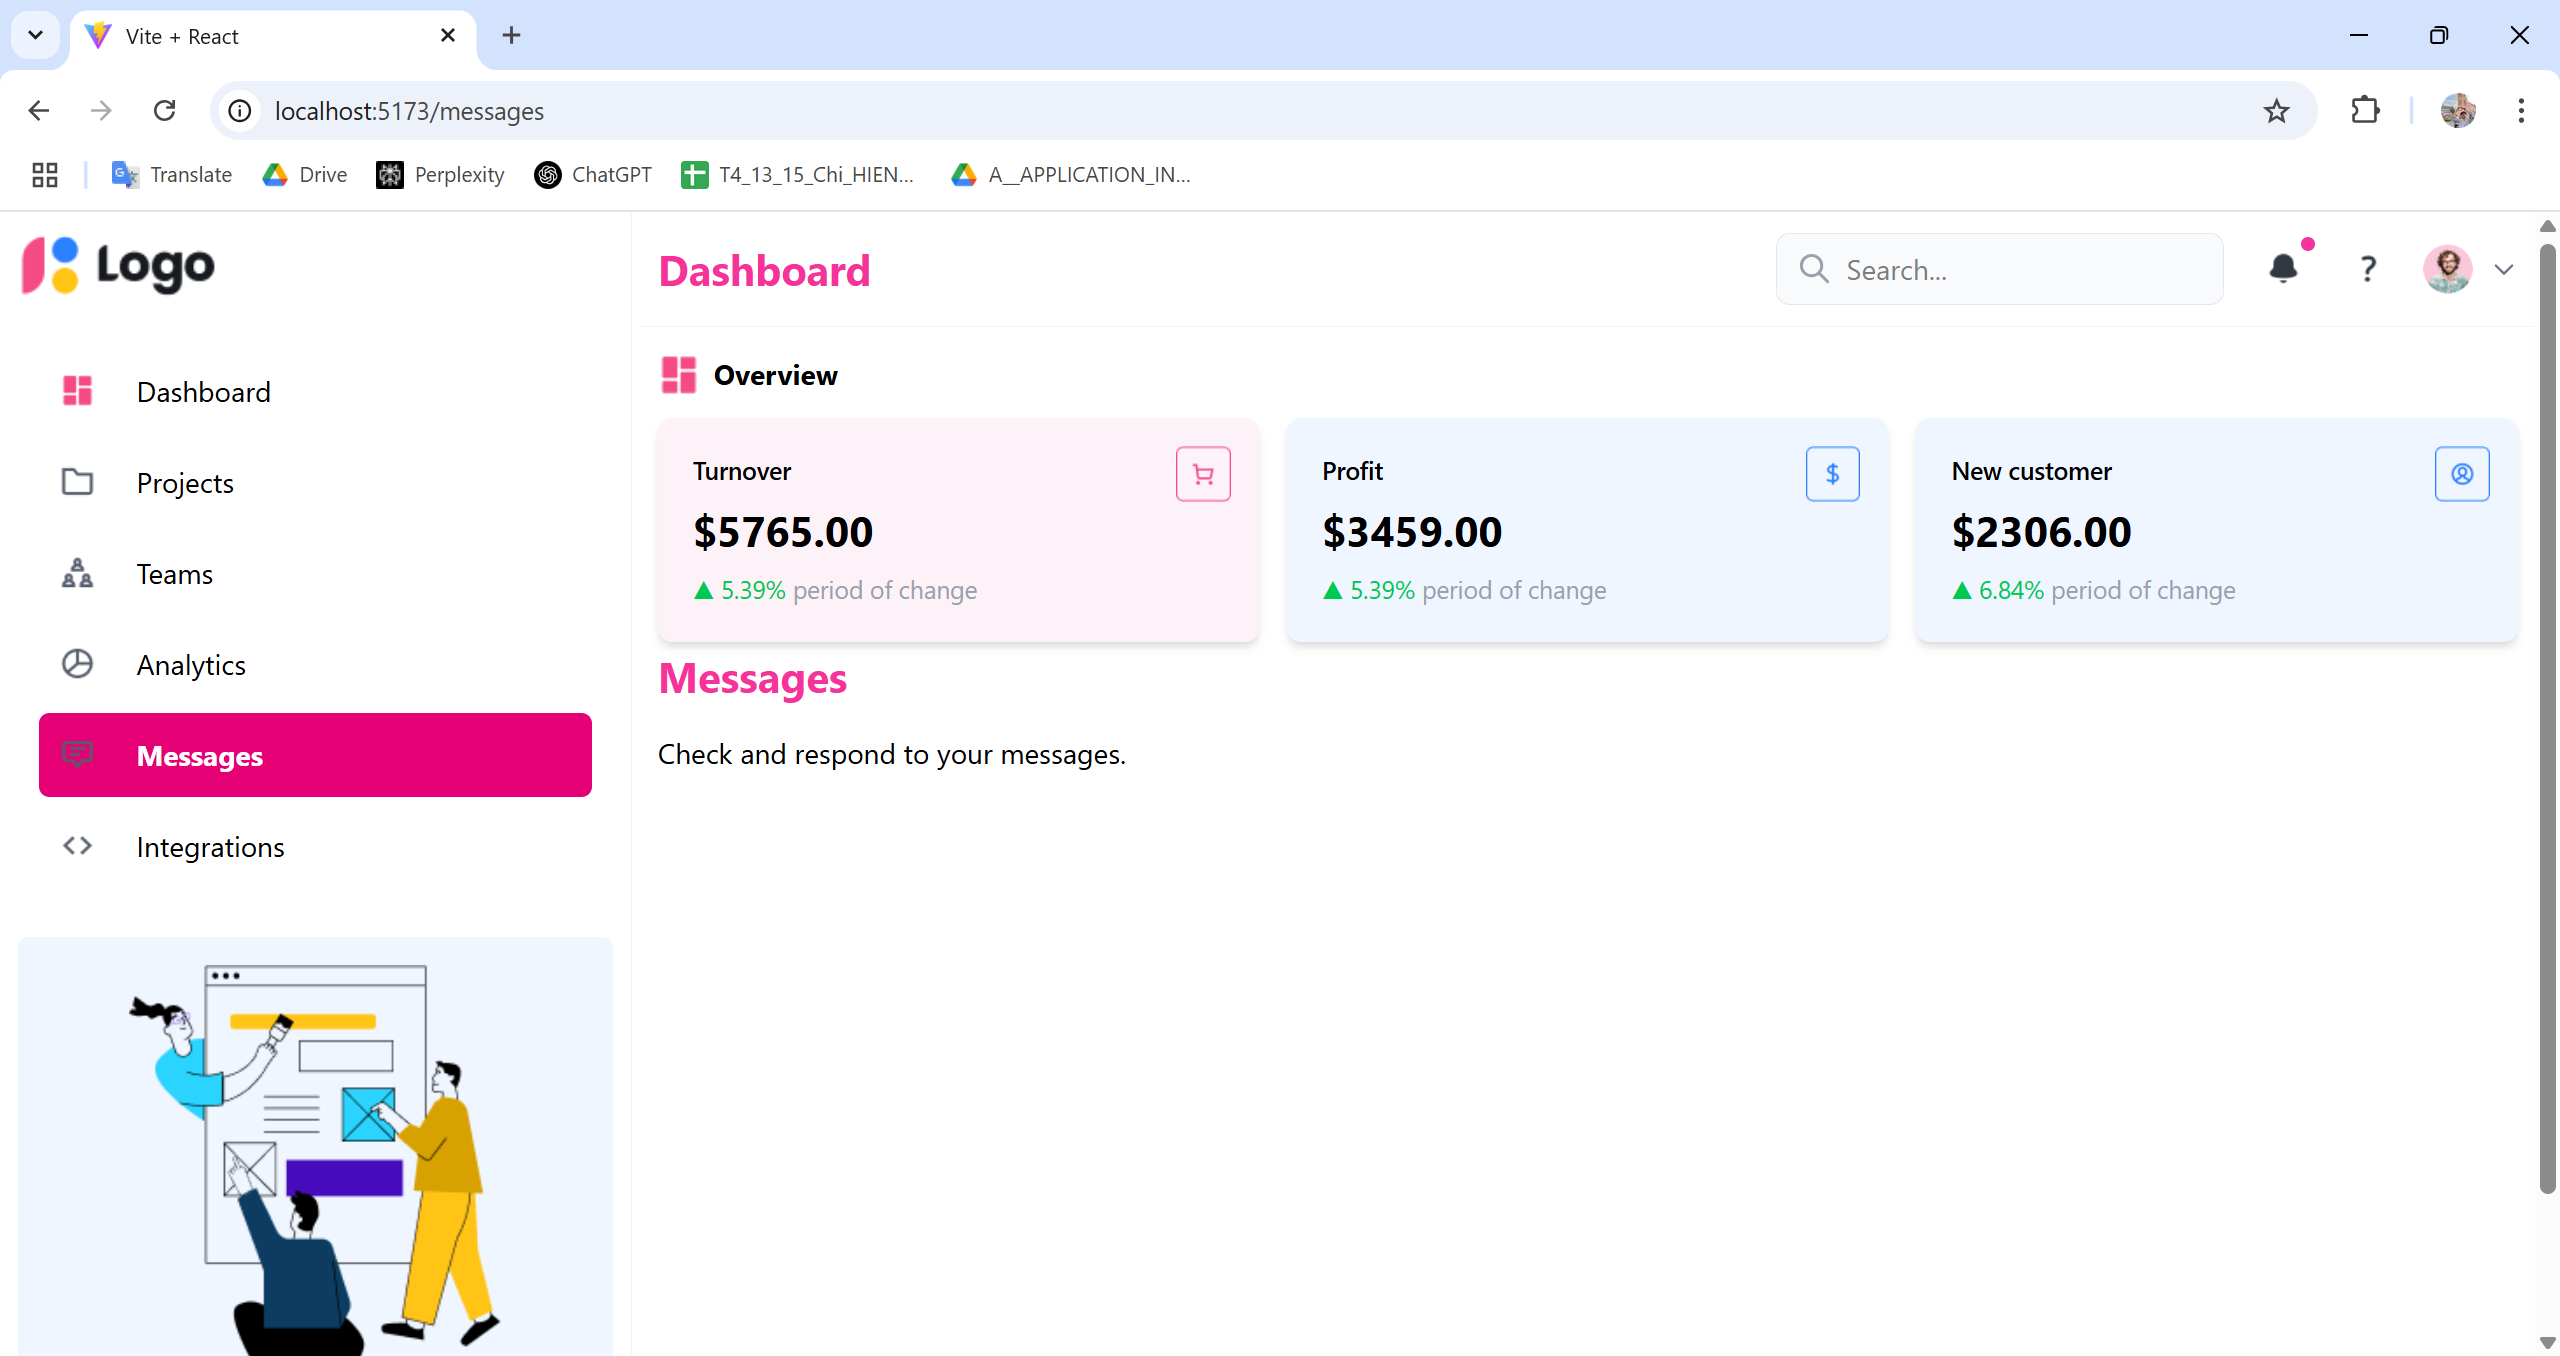 Vite + React
localhost:5173/messages
Translate
Drive
Perplexity
ChatGPT
T4_13_15_Chi_HIEN...
A__APPLICATION_IN...
Logo
Dashboard
Search...
?
Dashboard
Projects
Teams
Analytics
Messages
Integrations
Overview
Turnover
$5765.00
▲ 5.39% period of change
Profit
$
$3459.00
▲ 5.39% period of change
New customer
$2306.00
▲ 6.84% period of change
Messages
Check and respond to your messages.